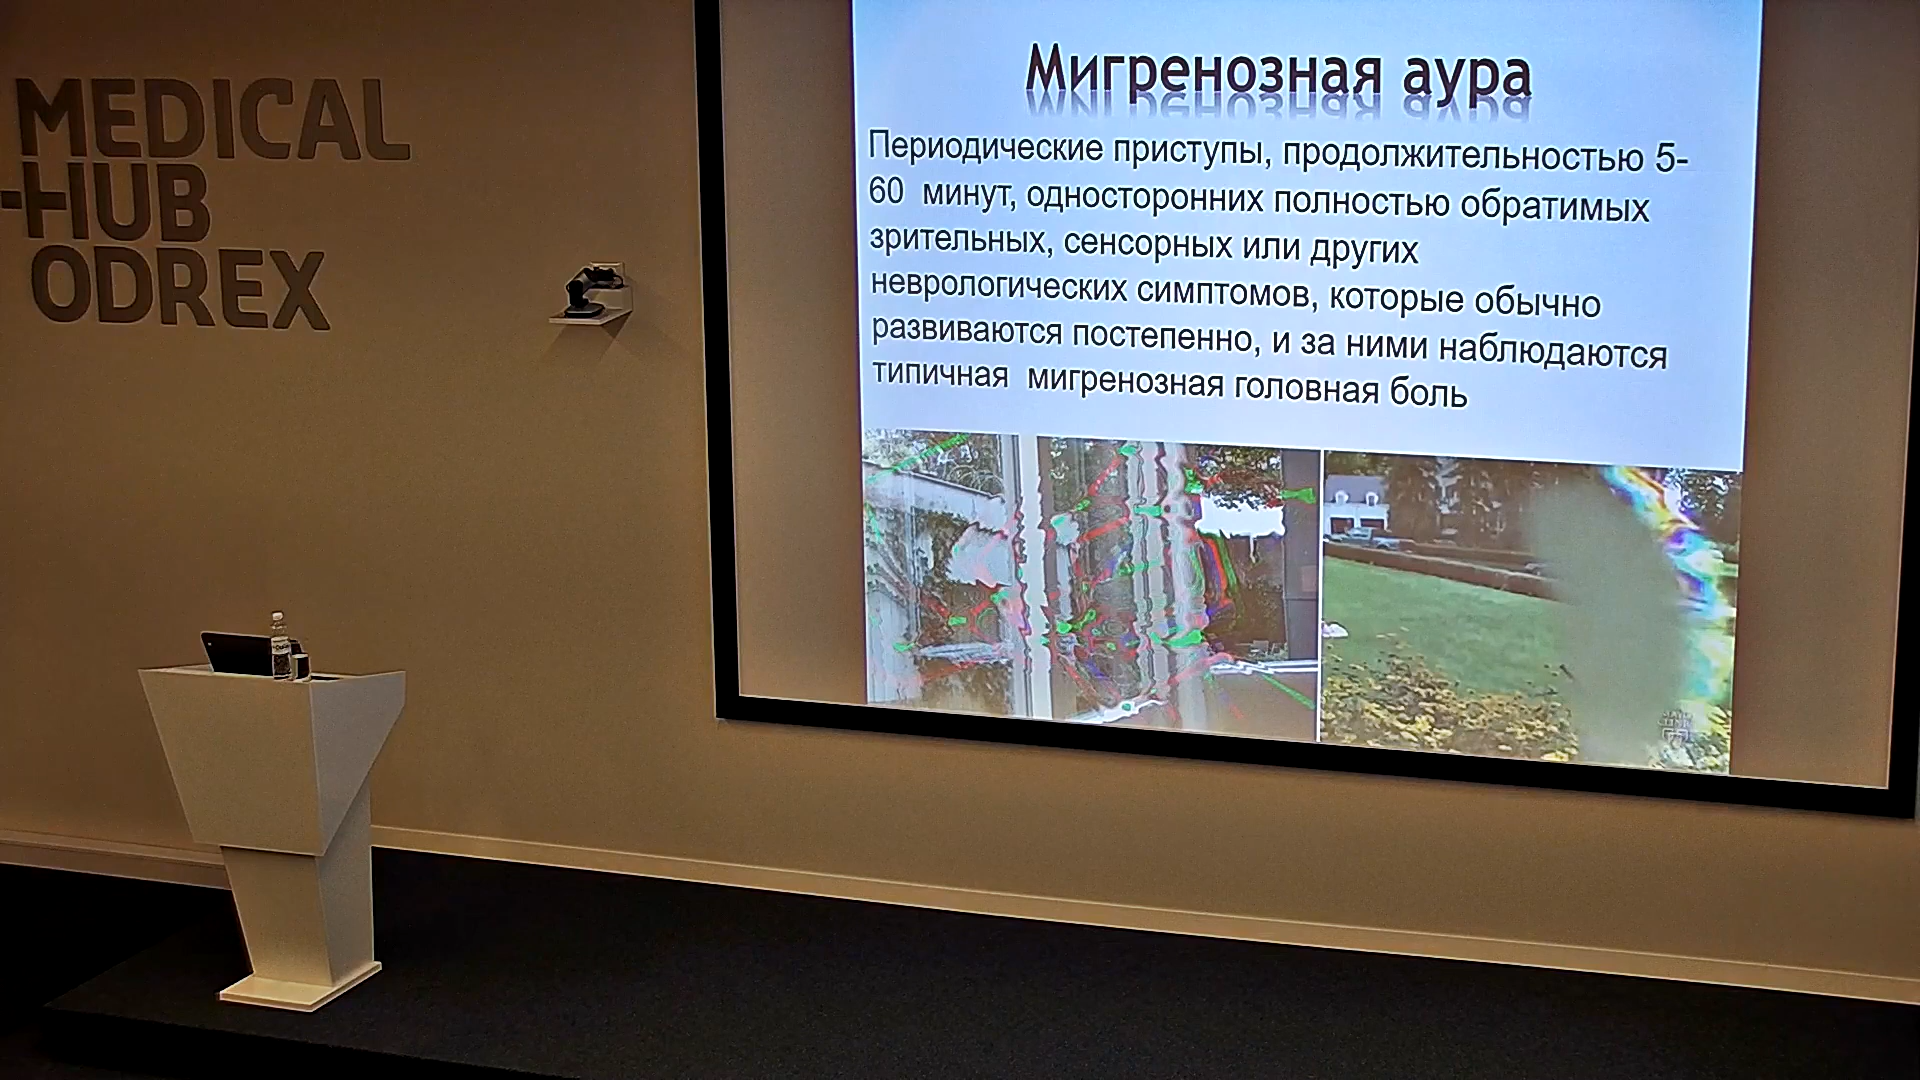 MEDICAL
HUB
ODREX
Мигренозная аура
Периодические приступы, продолжительностью 5-
60 минут, односторонних полностью обратимых
зрительных, сенсорных или других
неврологических симптомов, которые обычно
развиваются постепенно, и за ними наблюдаются
типичная мигренозная головная боль